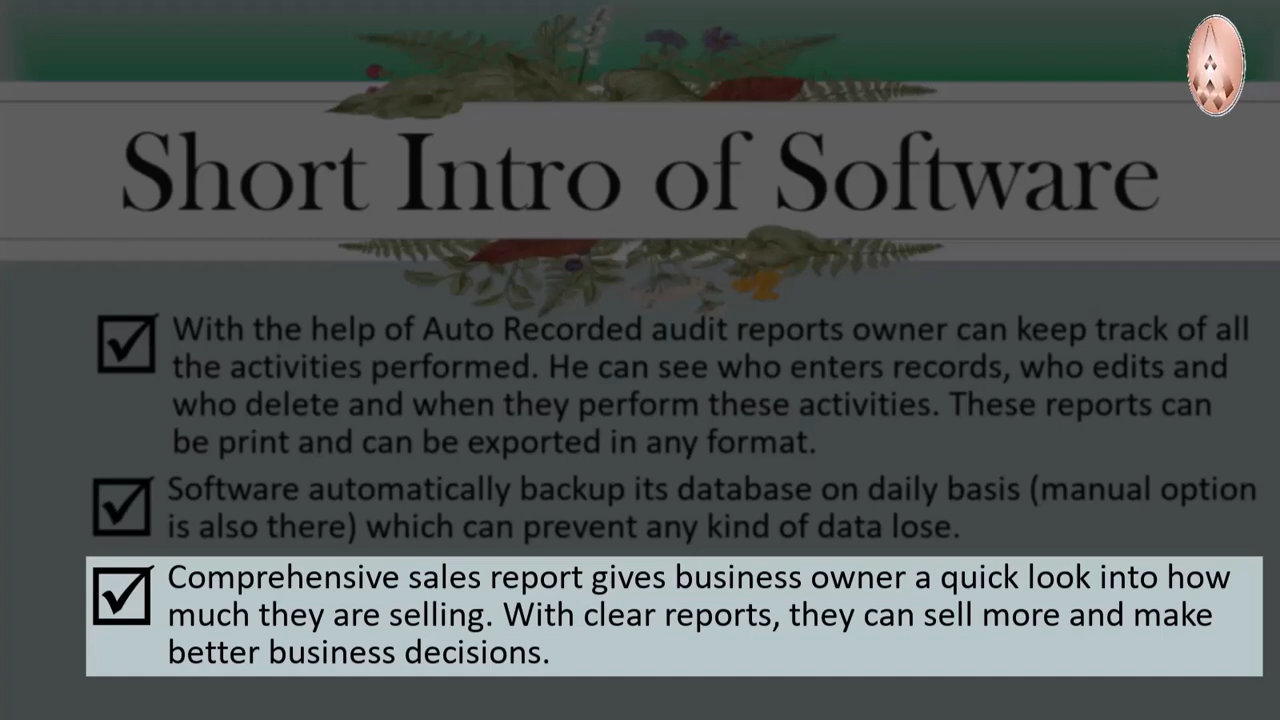 Short Intro of Software
With the help of Auto Recorded audit reports owner can keep track of all
the activities performed. He can see who enters records, who edits and
who delete and when they perform these activities. These reports can
be print and can be exported in any format.
Software automatically backup its database on daily basis (manual option
is also there) which can prevent any kind of data lose.
Comprehensive sales report gives business owner a quick look into how
much they are selling. With clear reports, they can sell more and make
better business decisions.